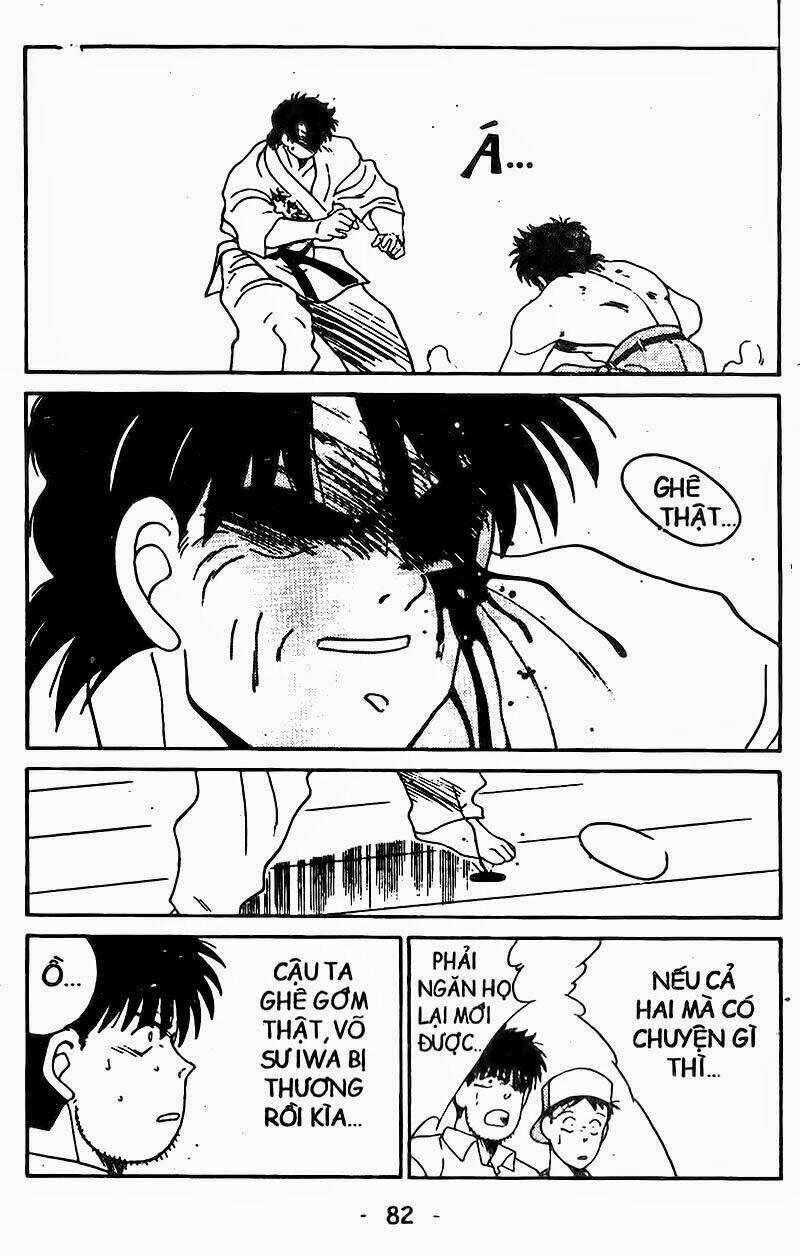 Á...
GHÊ
THẬT...
Ồ...
CẬU TA
GHÊ GỚM
THẬT, VÕ
SƯ IWA BỊ
THƯƠNG
RỒI KÌA...
PHẢI
NGĂN HỌ
LẠI MỚI
ĐƯỢC..
NẾU CẢ
HAI MÀ CÓ
CHUYỆN GÌ
THÌ...
- 82 -